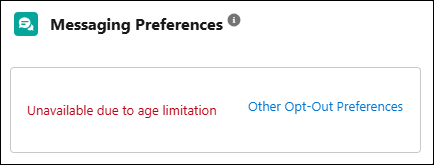 Messaging Preferences
Unavailable due to age limitation
Other Opt-Out Preferences